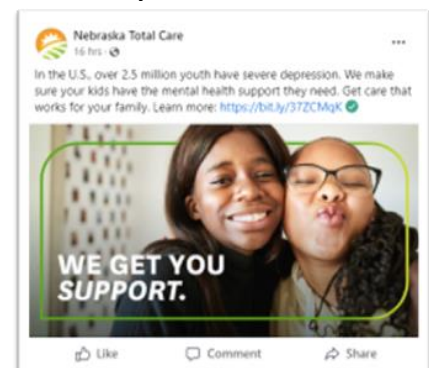 Nebraska Total Care
16 hrs ·
In the U.S., over 2.5 million youth have severe depression. We make
sure your kids have the mental health support they need. Get care that
works for your family. Learn more: https://bit.ly/37ZCMqK
WE GET YOU
SUPPORT.
Like Comment Share